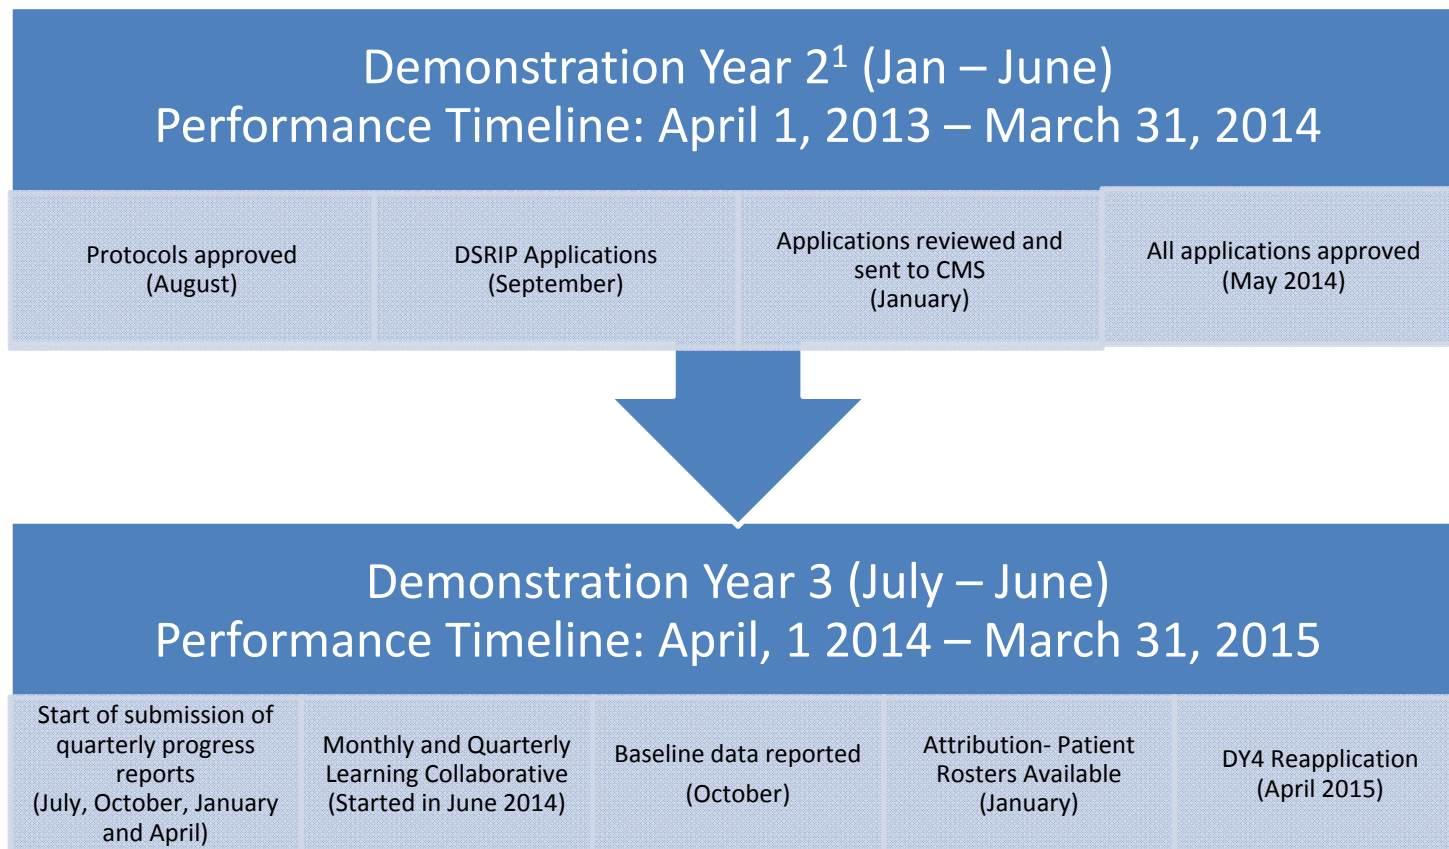 Demonstration Year 2¹ (Jan – June)
Performance Timeline: April 1, 2013 – March 31, 2014
Protocols approved
(August)
DSRIP Applications
(September)
Applications reviewed and
sent to CMS
(January)
All applications approved
(May 2014)
Demonstration Year 3 (July – June)
Performance Timeline: April, 1 2014 – March 31, 2015
Start of submission of
quarterly progress
reports
(July, October, January
and April)
Monthly and Quarterly
Learning Collaborative
(Started in June 2014)
Baseline data reported
(October)
Attribution- Patient
Rosters Available
(January)
DY4 Reapplication
(April 2015)